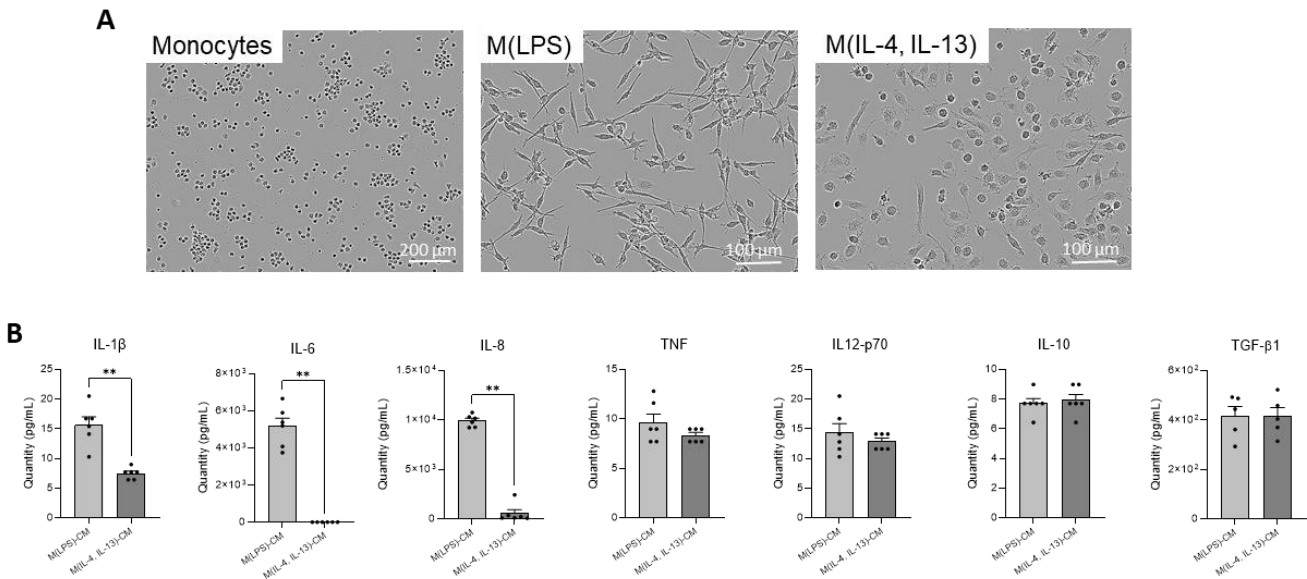 A
Monocytes
200 µm
M(LPS)
100 µm
M(IL-4, IL-13)
100 µm
B
IL-1β
Quantity (pg/mL)
25
20
15
10
5
0
**
M(LPS)-CM
M(IL-4, IL-13)-CM
IL-6
Quantity (pg/mL)
8×10³
6×10³
4×10³
2×10³
0
**
M(LPS)-CM
M(IL-4, IL-13)-CM
IL-8
Quantity (pg/mL)
1.5×10⁴
1.0×10⁴
5.0×10³
0
**
M(LPS)-CM
M(IL-4, IL-13)-CM
TNF
Quantity (pg/mL)
15
10
5
0
M(LPS)-CM
M(IL-4, IL-13)-CM
IL12-p70
Quantity (pg/mL)
25
20
15
10
5
0
M(LPS)-CM
M(IL-4, IL-13)-CM
IL-10
Quantity (pg/mL)
10
8
6
4
2
0
M(LPS)-CM
M(IL-4, IL-13)-CM
TGF-β1
Quantity (pg/mL)
6×10²
4×10²
2×10²
0
M(LPS)-CM
M(IL-4, IL-13)-CM